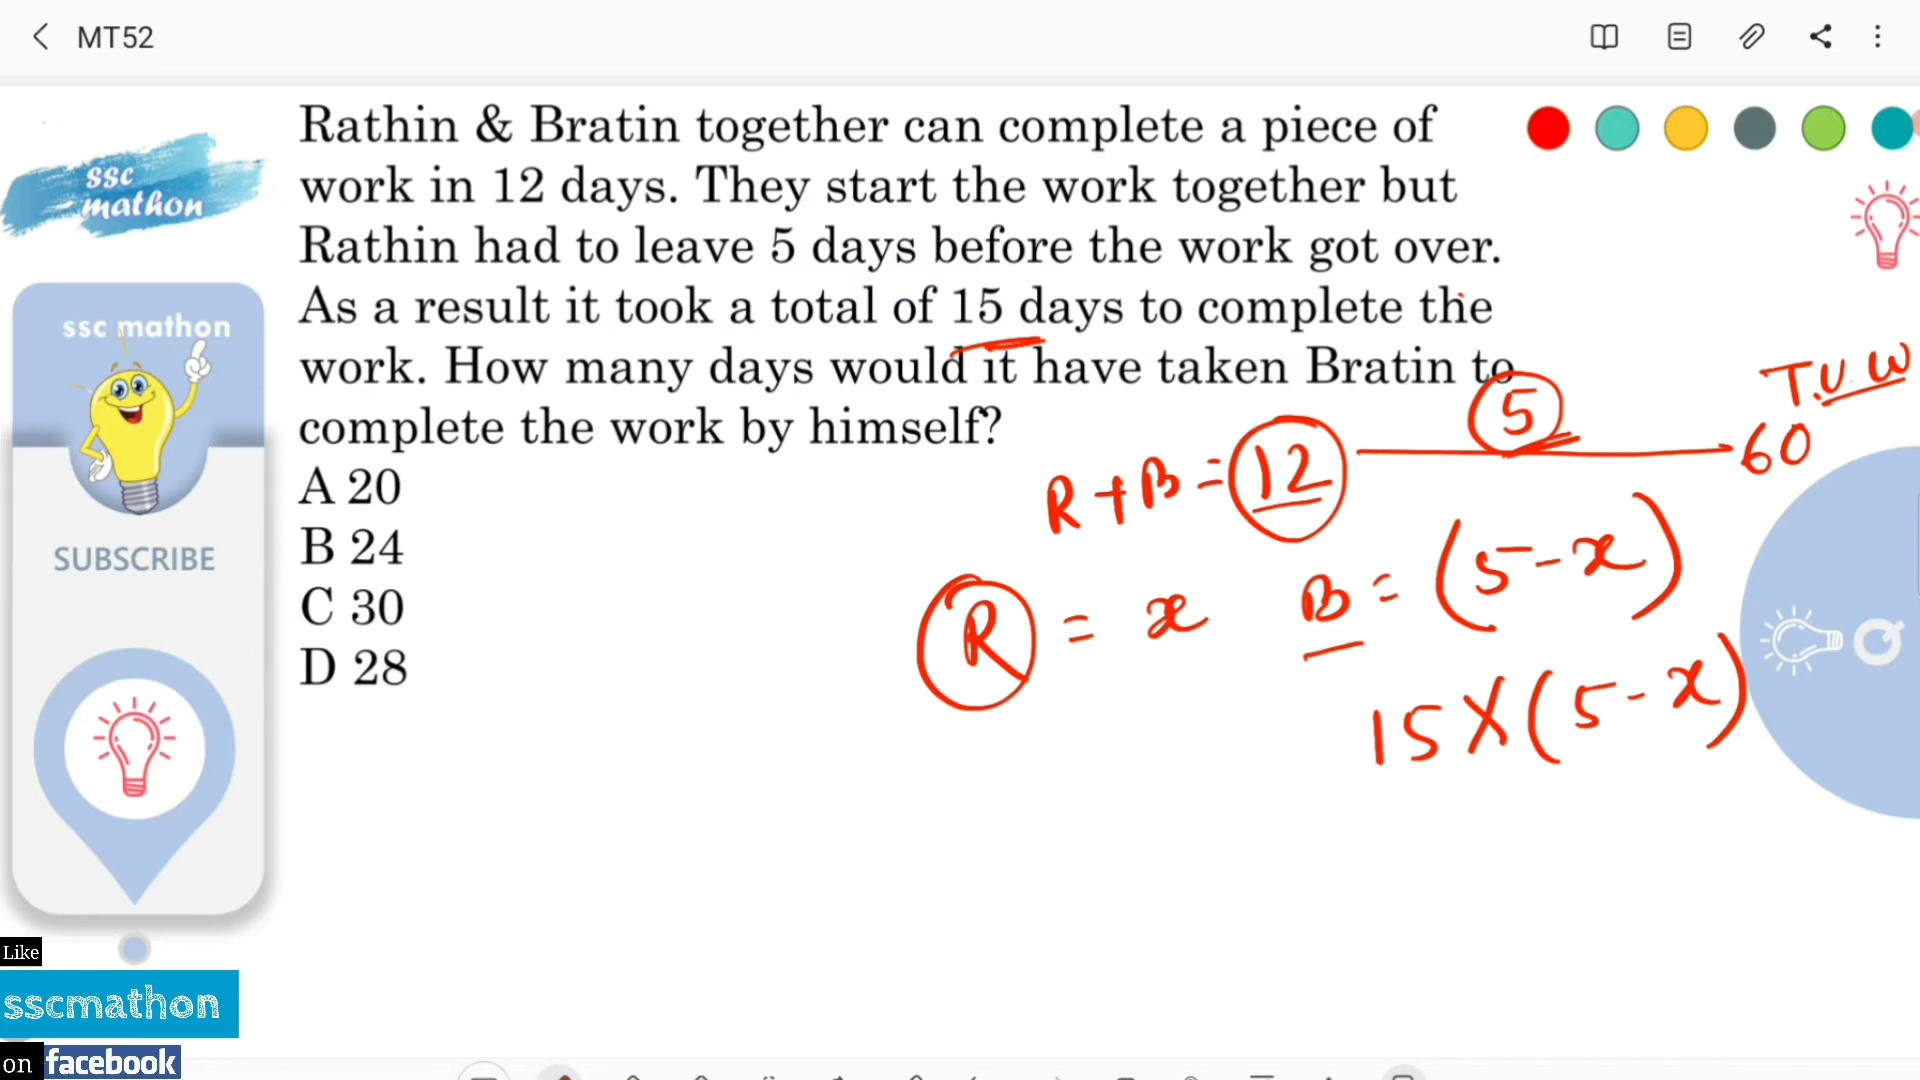 MT52
Rathin & Bratin together can complete a piece of
work in 12 days. They start the work together but
Rathin had to leave 5 days before the work got over.
As a result it took a total of 15 days to complete the
work. How many days would it have taken Bratin to
complete the work by himself?
A 20
B 24
C 30
D 28
ssc
mathon
ssc mathon
SUBSCRIBE
T.U.W
5
R + B = 12 60
R = x B = (5 - x)
15 X (5 - x)
Like
sscmathon
on facebook